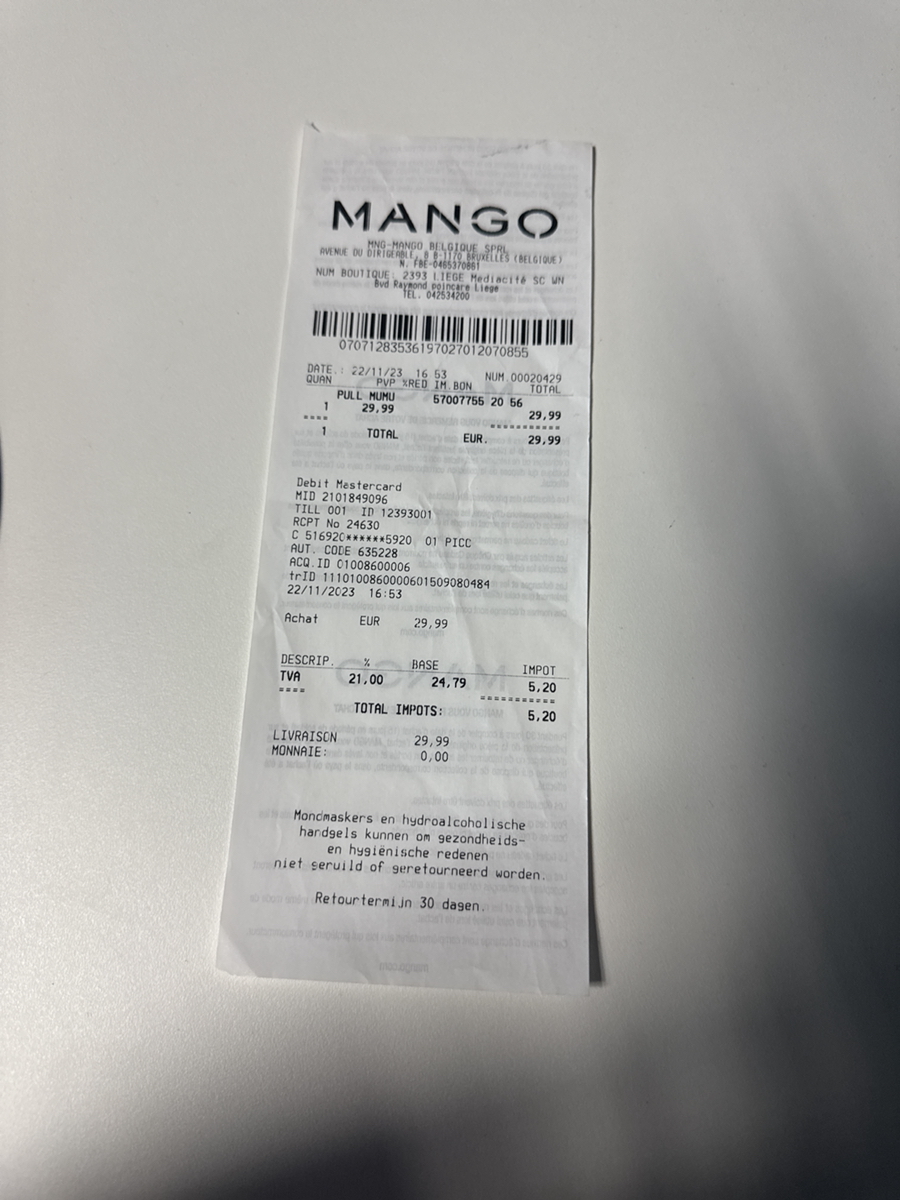 MANGO
MNG-MANGO BELGIQUE SPRL
AVENUE DU DIRIGEABLE, 8 B-1170 BRUXELLES (BELGIQUE)
N. FBE-0465370861
NUM BOUTIQUE: 2393 LIEGE Mediacité SC WN
Bvd Raymond poincare Liege
TEL. 042534200
07071283536197027012070855
DATE.: 22/11/23 16 53 NUM.00020429
QUAN PVP %RED IM.BON TOTAL
PULL MUMU 57007755 20 56
1 29,99 29,99
==== ===========
1 TOTAL EUR. 29,99
Debit Mastercard
MID 2101849096
TILL 001 ID 12393001
RCPT No 24630
C 516920******5920 01 PICC
AUT. CODE 635228
ACQ.ID 01008600006
trID 1110100860000601509080484
22/11/2023 16:53
Achat EUR 29,99
DESCRIP. % BASE IMPOT
TVA 21,00 24,79 5,20
==== ===========
TOTAL IMPOTS: 5,20
LIVRAISON 29,99
MONNAIE: 0,00
Mondmaskers en hydroalcoholische
handgels kunnen om gezondheids-
en hygiënische redenen
niet geruild of geretourneerd worden.
Retourtermijn 30 dagen.
mango.com